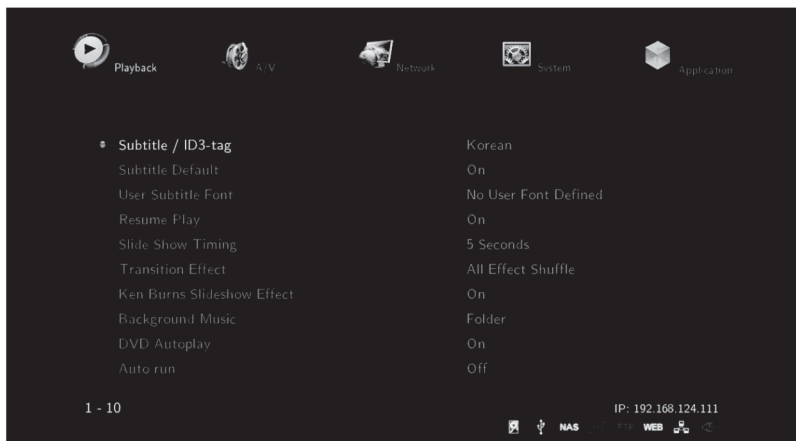 Playback A/V Network System Application
Subtitle / ID3-tag Korean
Subtitle Default On
User Subtitle Font No User Font Defined
Resume Play On
Slide Show Timing 5 Seconds
Transition Effect All Effect Shuffle
Ken Burns Slideshow Effect On
Background Music Folder
DVD Autoplay On
Auto run Off
1 - 10 IP: 192.168.124.111
NAS WEB